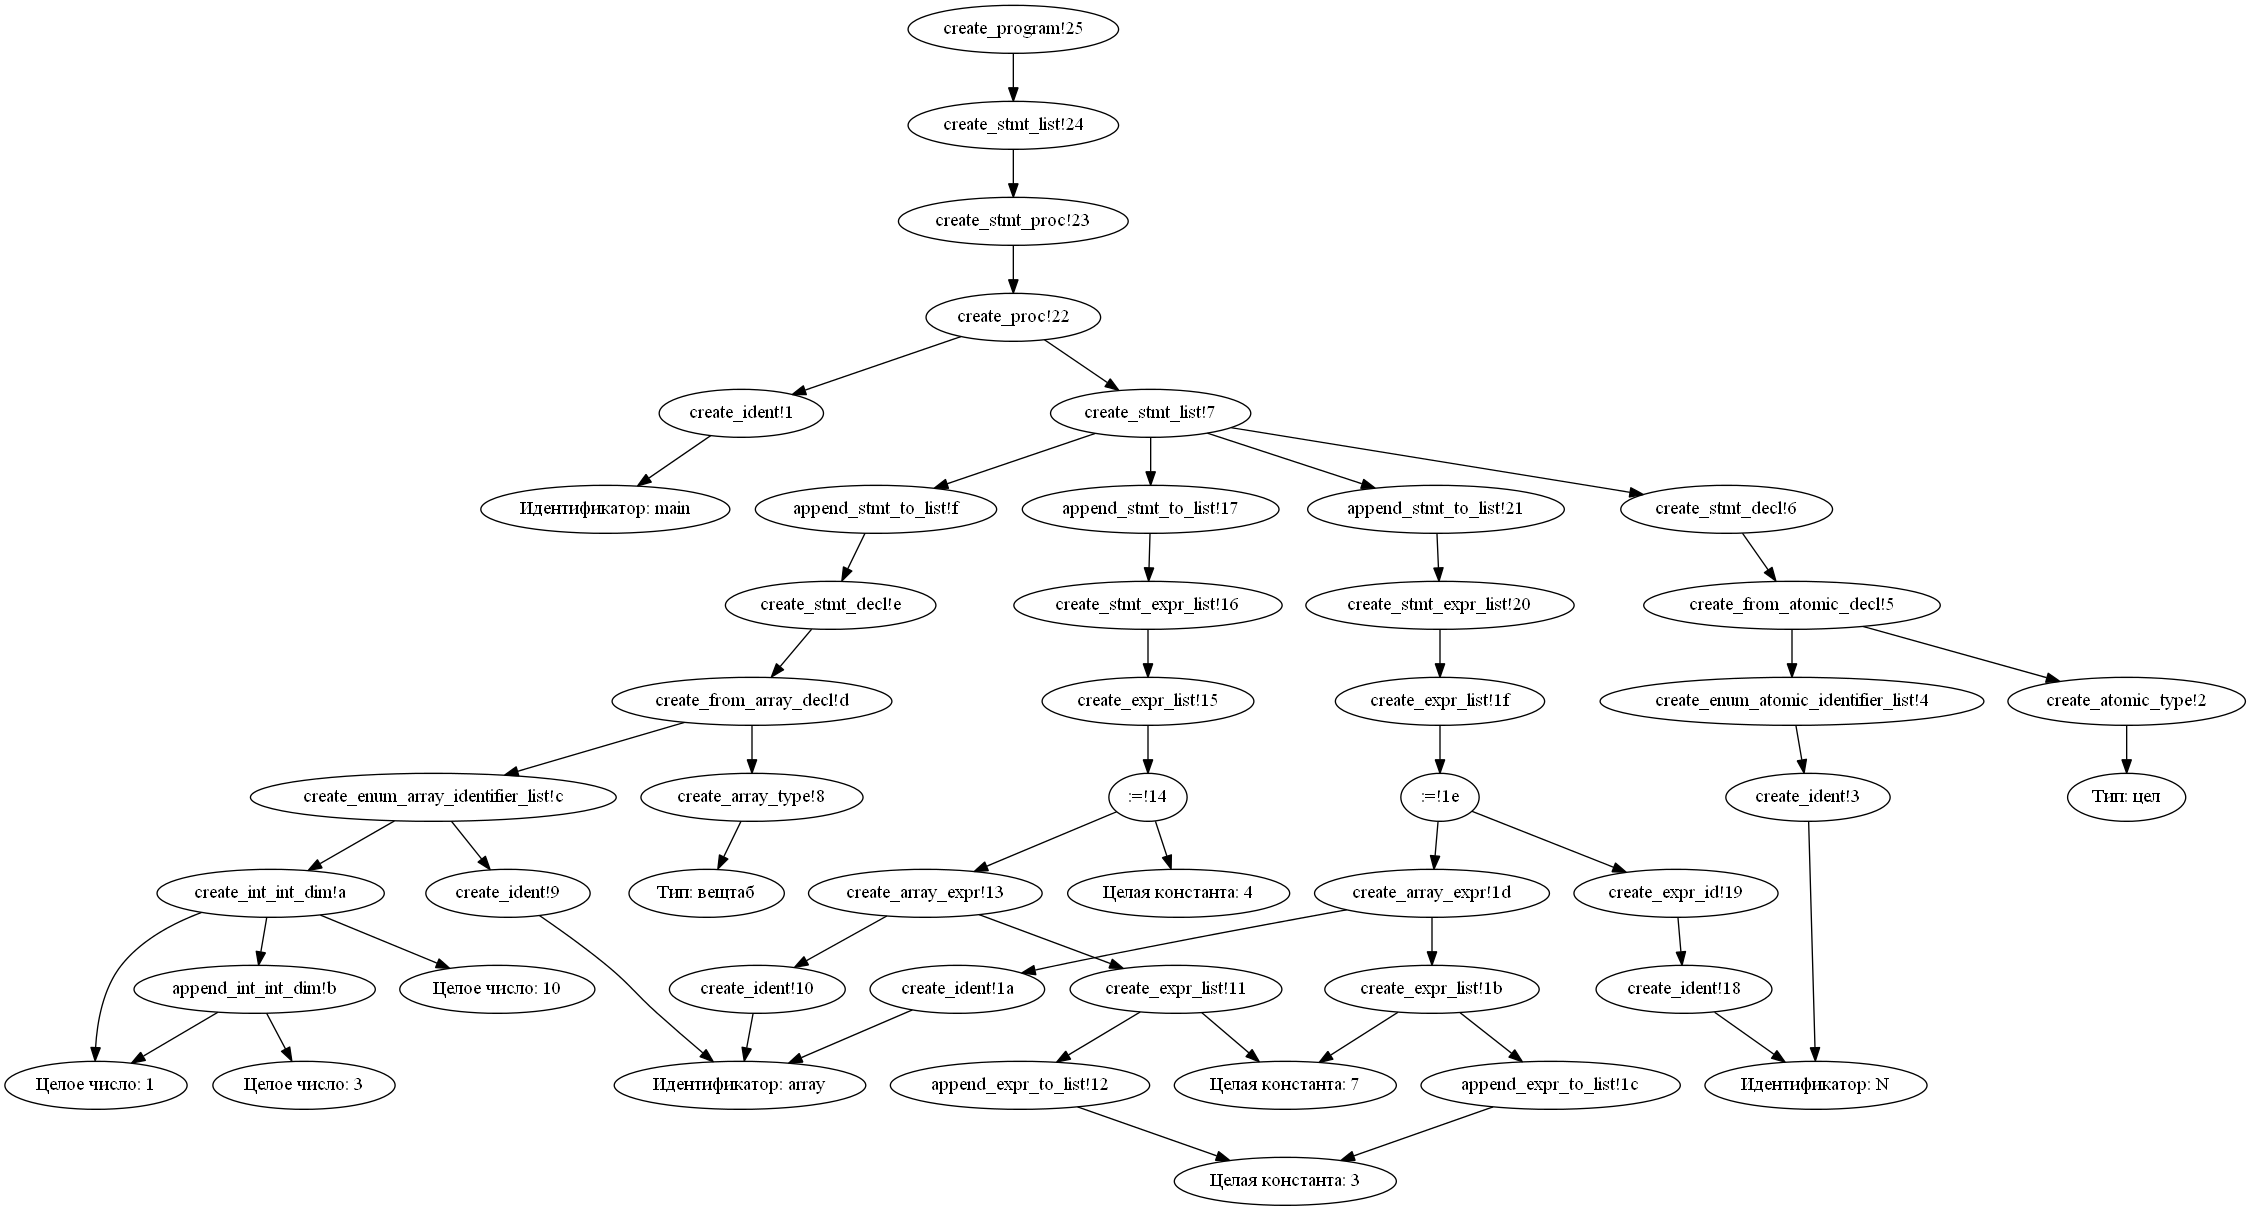 create_program!25
create_stmt_list!24
create_stmt_proc!23
create_proc!22
create_ident!1
create_stmt_list!7
Идентификатор: main
append_stmt_to_list!f
append_stmt_to_list!17
append_stmt_to_list!21
create_stmt_decl!6
create_stmt_decl!e
create_stmt_expr_list!16
create_stmt_expr_list!20
create_from_atomic_decl!5
create_from_array_decl!d
create_expr_list!15
create_expr_list!1f
create_enum_atomic_identifier_list!4
create_atomic_type!2
create_enum_array_identifier_list!c
create_array_type!8
:=!14
:=!1e
create_ident!3
Тип: цел
create_int_int_dim!a
create_ident!9
Тип: вещтаб
create_array_expr!13
Целая константа: 4
create_array_expr!1d
create_expr_id!19
append_int_int_dim!b
Целое число: 10
create_ident!10
create_ident!1a
create_expr_list!11
create_expr_list!1b
create_ident!18
Целое число: 1
Целое число: 3
Идентификатор: array
append_expr_to_list!12
Целая константа: 7
append_expr_to_list!1c
Идентификатор: N
Целая константа: 3